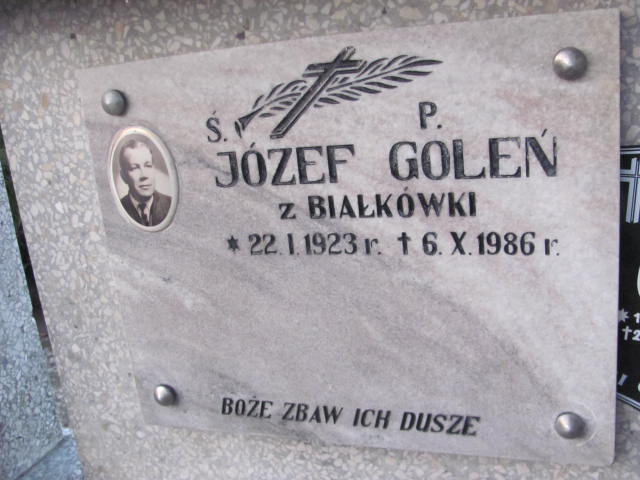 Ś. P.
JÓZEF GOLEŃ
z BIAŁKÓWKI
* 22. I. 1923 r. † 6. X. 1986 r.
BOŻE ZBAW ICH DUSZE